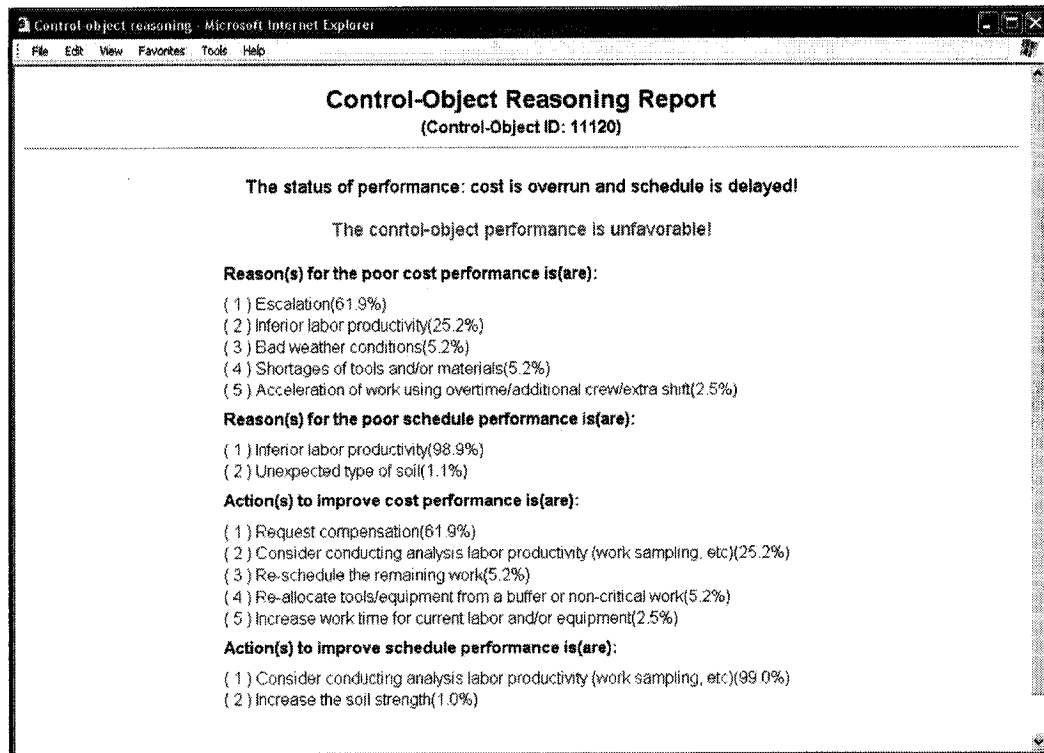 Control-object reasoning - Microsoft Internet Explorer
File Edit View Favorites Tools Help
Control-Object Reasoning Report
(Control-Object ID: 11120)
The status of performance: cost is overrun and schedule is delayed!
The conrtol-object performance is unfavorable!
Reason(s) for the poor cost performance is(are):
( 1 ) Escalation(61.9%)
( 2 ) Inferior labor productivity(25.2%)
( 3 ) Bad weather conditions(5.2%)
( 4 ) Shortages of tools and/or materials(5.2%)
( 5 ) Acceleration of work using overtime/additional crew/extra shift(2.5%)
Reason(s) for the poor schedule performance is(are):
( 1 ) Inferior labor productivity(98.9%)
( 2 ) Unexpected type of soil(1.1%)
Action(s) to improve cost performance is(are):
( 1 ) Request compensation(61.9%)
( 2 ) Consider conducting analysis labor productivity (work sampling, etc)(25.2%)
( 3 ) Re-schedule the remaining work(5.2%)
( 4 ) Re-allocate tools/equipment from a buffer or non-critical work(5.2%)
( 5 ) Increase work time for current labor and/or equipment(2.5%)
Action(s) to improve schedule performance is(are):
( 1 ) Consider conducting analysis labor productivity (work sampling, etc)(99.0%)
( 2 ) Increase the soil strength(1.0%)